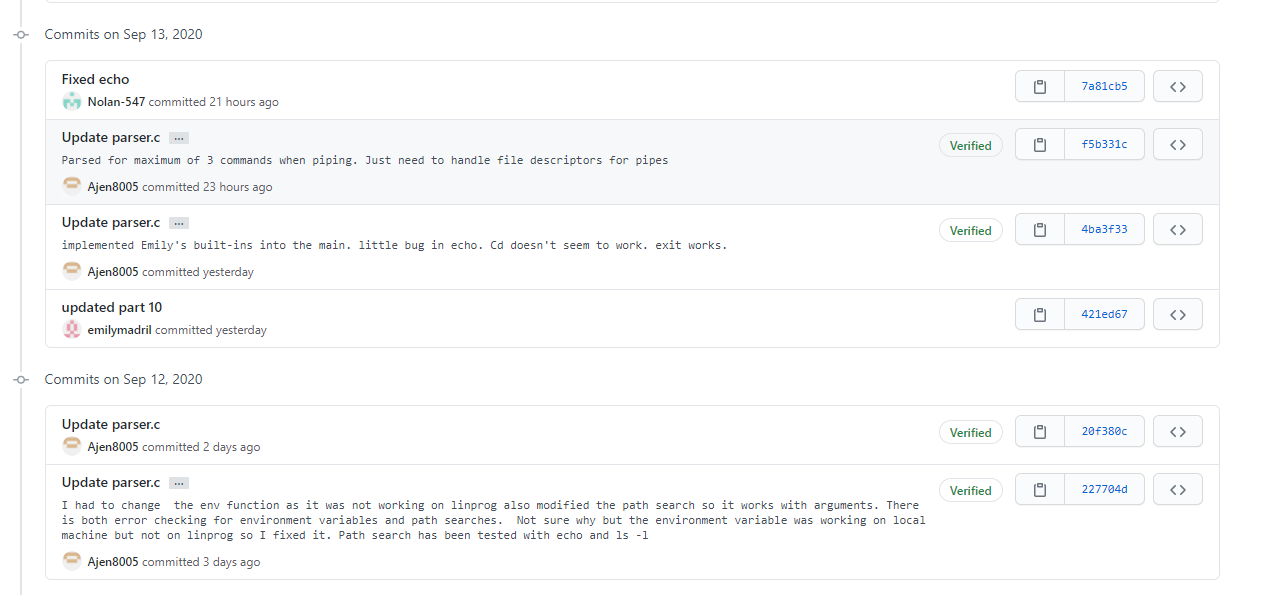 Commits on Sep 13, 2020
Fixed echo
Nolan-547 committed 21 hours ago
7a81cb5
Update parser.c ...
Parsed for maximum of 3 commands when piping. Just need to handle file descriptors for pipes
Ajen8005 committed 23 hours ago
Verified
f5b331c
Update parser.c ...
implemented Emily's built-ins into the main. little bug in echo. Cd doesn't seem to work. exit works.
Ajen8005 committed yesterday
Verified
4ba3f33
updated part 10
emilymadril committed yesterday
421ed67
Commits on Sep 12, 2020
Update parser.c
Ajen8005 committed 2 days ago
Verified
20f380c
Update parser.c ...
I had to change  the env function as it was not working on linprog also modified the path search so it works with arguments. There
is both error checking for environment variables and path searches.  Not sure why but the environment variable was working on local
machine but not on linprog so I fixed it. Path search has been tested with echo and ls -l
Ajen8005 committed 3 days ago
Verified
227704d